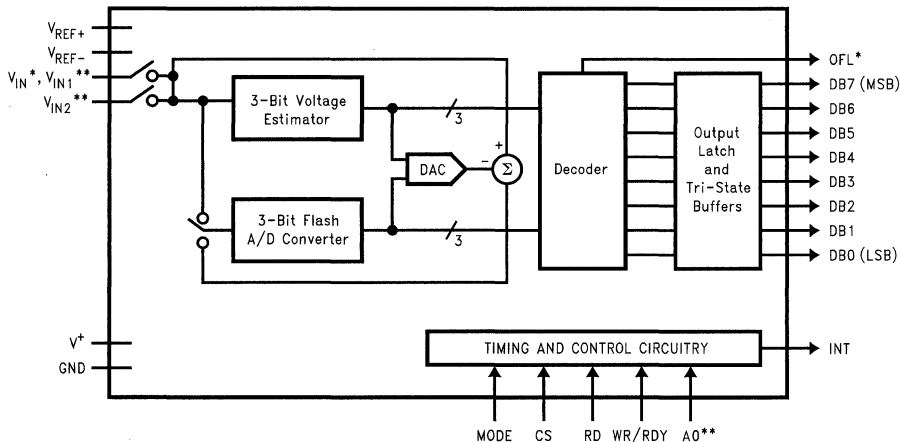 VREF+
VREF-
VIN*, VIN1**
VIN2**
3-Bit Voltage
Estimator
3
+
-
DAC
Σ
3-Bit Flash
A/D Converter
3
Decoder
Output
Latch
and
Tri-State
Buffers
OFL*
DB7 (MSB)
DB6
DB5
DB4
DB3
DB2
DB1
DB0 (LSB)
V+
GND
TIMING AND CONTROL CIRCUITRY
INT
MODE CS RD WR/RDY A0**